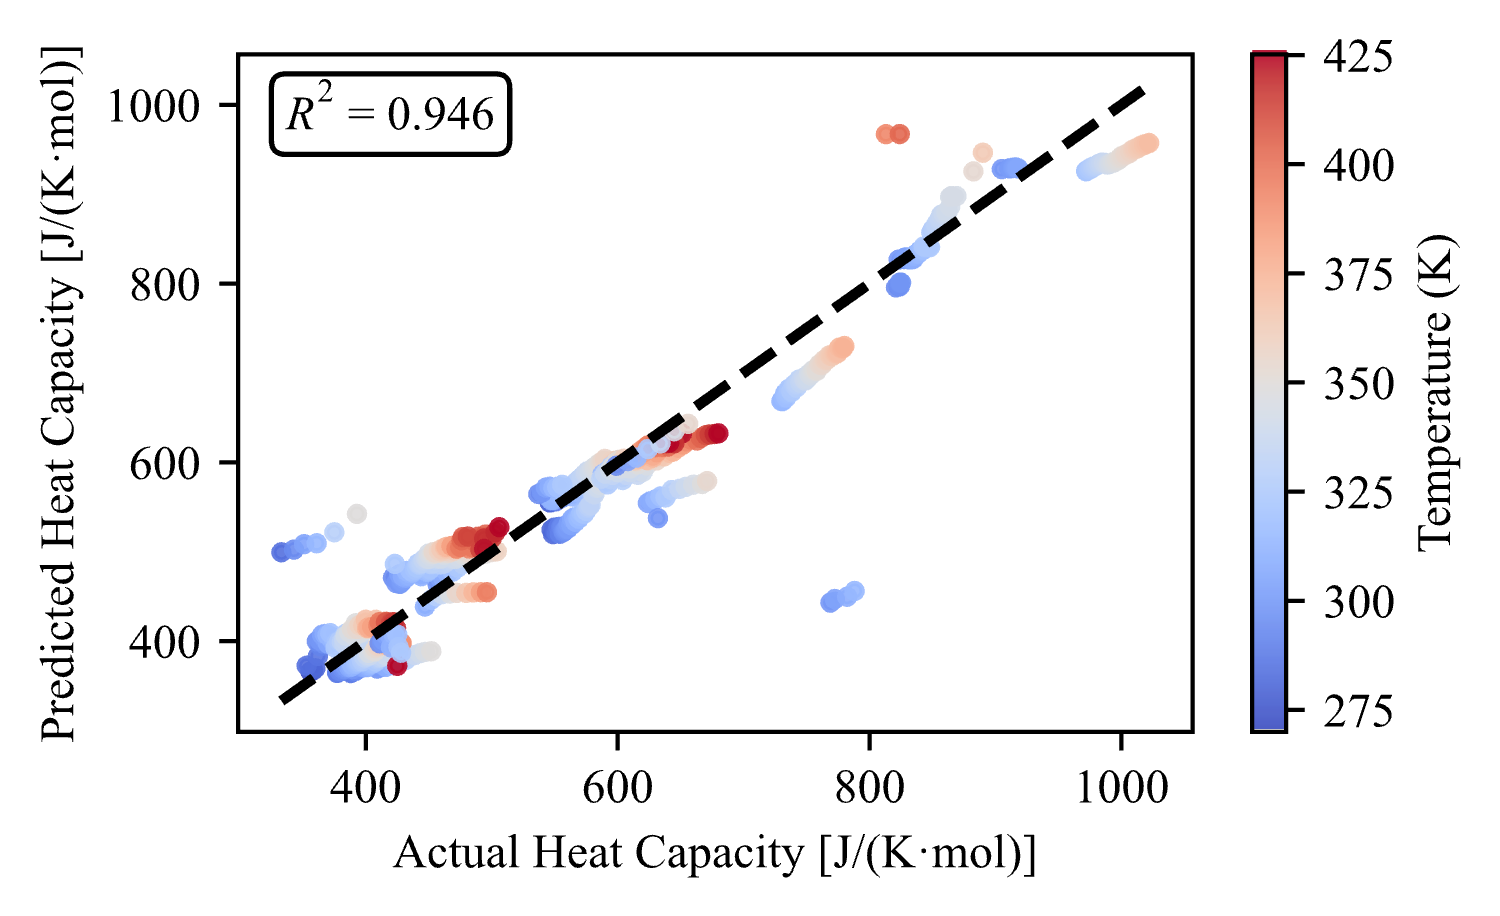 R² = 0.946
Predicted Heat Capacity [J/(K·mol)]
1000
800
600
400
400 600 800 1000
Actual Heat Capacity [J/(K·mol)]
425
400
375
350
325
300
275
Temperature (K)